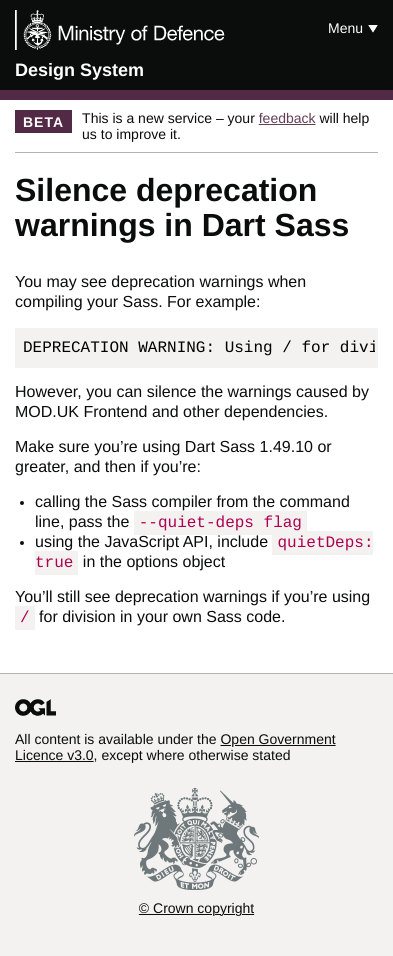 Ministry of Defence
Menu
Design System
BETA
This is a new service – your feedback will help
us to improve it.
Silence deprecation
warnings in Dart Sass
You may see deprecation warnings when
compiling your Sass. For example:
DEPRECATION WARNING: Using / for divi
However, you can silence the warnings caused by
MOD.UK Frontend and other dependencies.
Make sure you’re using Dart Sass 1.49.10 or
greater, and then if you’re:
• calling the Sass compiler from the command
line, pass the --quiet-deps flag
• using the JavaScript API, include quietDeps:
true in the options object
You’ll still see deprecation warnings if you’re using
/ for division in your own Sass code.
OGL
All content is available under the Open Government
Licence v3.0, except where otherwise stated
DIEU ET MON DROIT
© Crown copyright